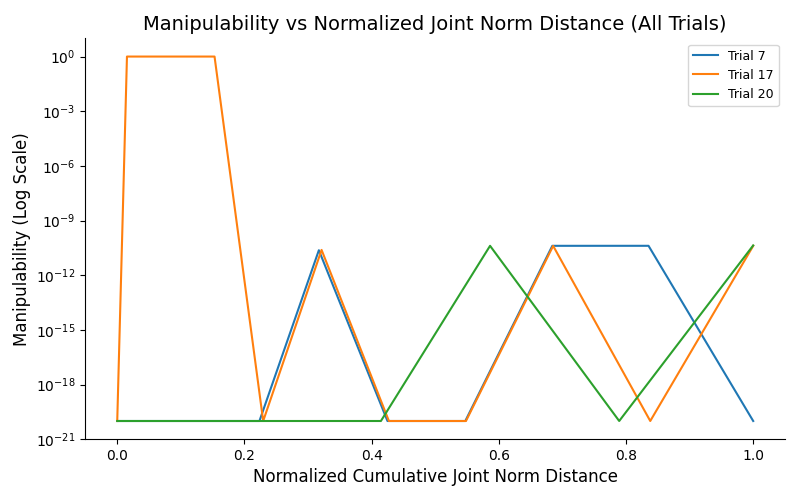 Manipulability vs Normalized Joint Norm Distance (All Trials)
Manipulability (Log Scale)
10⁰
10⁻³
10⁻⁶
10⁻⁹
10⁻¹²
10⁻¹⁵
10⁻¹⁸
10⁻²¹
Trial 7
Trial 17
Trial 20
0.0 0.2 0.4 0.6 0.8 1.0
Normalized Cumulative Joint Norm Distance